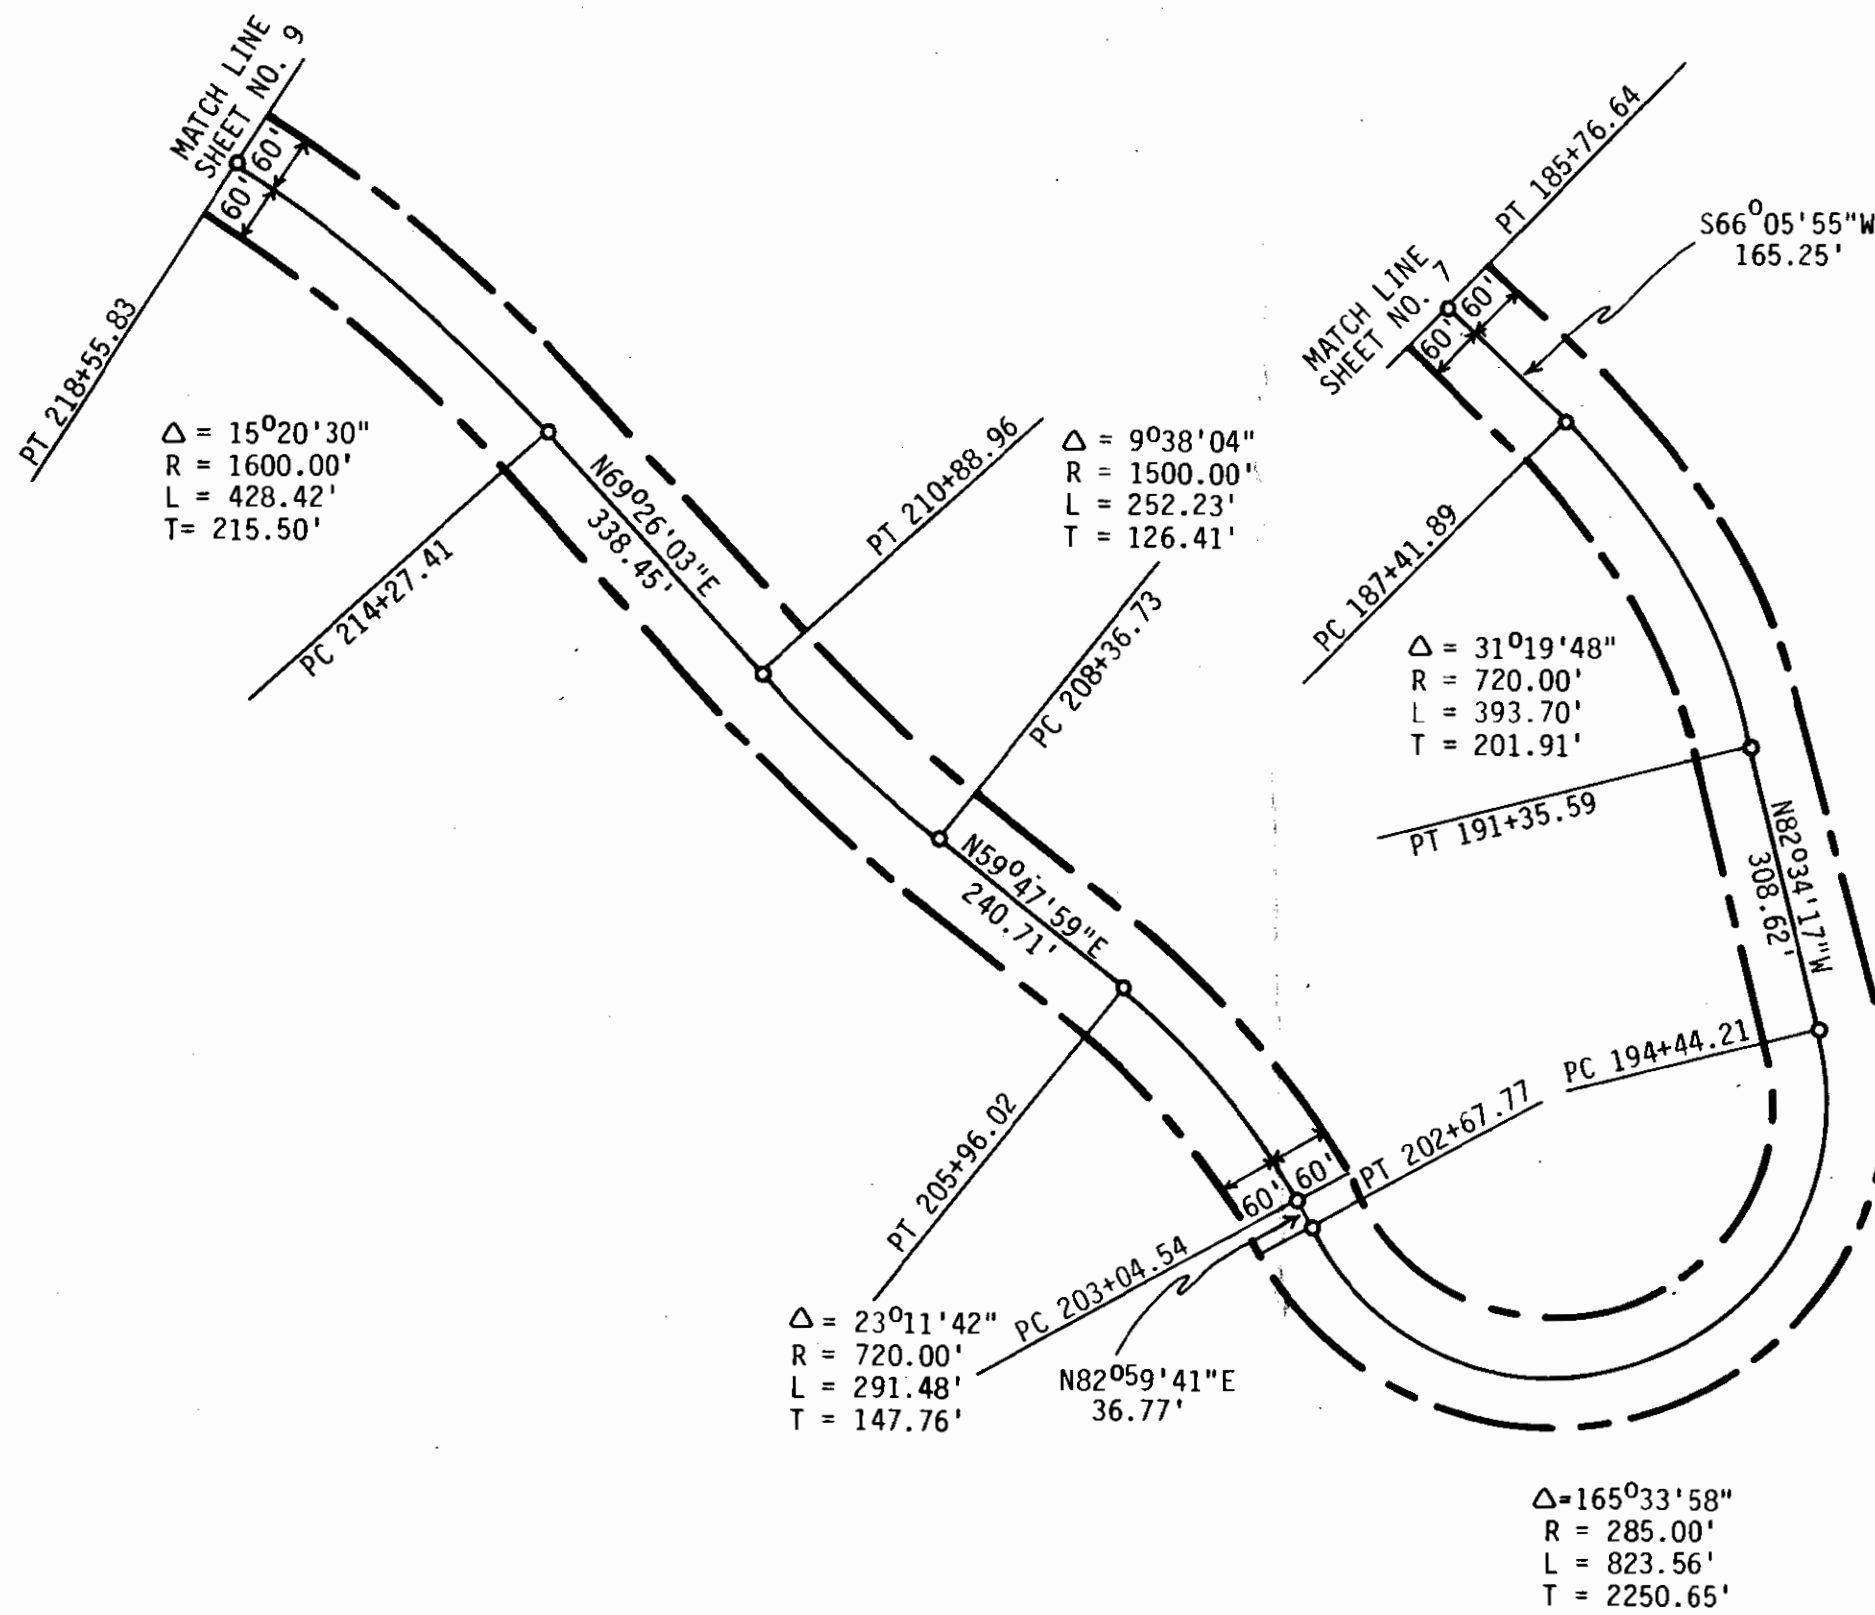 MATCH LINE
SHEET NO. 9
60'
60'
PT 218+55.83
Δ = 15°20'30"
R = 1600.00'
L = 428.42'
T= 215.50'
PC 214+27.41
N69°26'03"E
338.45'
PT 210+88.96
Δ = 9°38'04"
R = 1500.00'
L = 252.23'
T = 126.41'
PC 208+36.73
N59°47'59"E
240.71'
PT 205+96.02
Δ = 23°11'42"
R = 720.00'
L = 291.48'
T = 147.76'
60'
60'
PC 203+04.54
N82°59'41"E
36.77'
PT 202+67.77
MATCH LINE
SHEET NO. 7
60'
60'
PT 185+76.64
S66°05'55"W
165.25'
PC 187+41.89
Δ = 31°19'48"
R = 720.00'
L = 393.70'
T = 201.91'
PT 191+35.59
N82°34'17"W
308.62'
PC 194+44.21
Δ=165°33'58"
R = 285.00'
L = 823.56'
T = 2250.65'